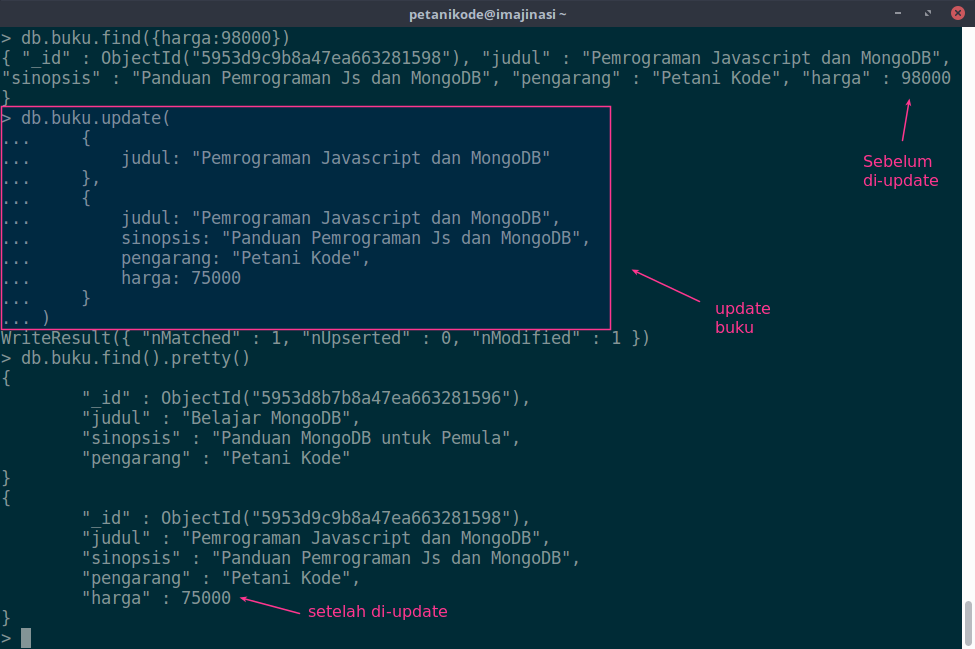 petanikode@imajinasi ~
> db.buku.find({harga:98000})
{ "_id" : ObjectId("5953d9c9b8a47ea663281598"), "judul" : "Pemrograman Javascript dan MongoDB",
"sinopsis" : "Panduan Pemrograman Js dan MongoDB", "pengarang" : "Petani Kode", "harga" : 98000
}
> db.buku.update(
... {
... judul: "Pemrograman Javascript dan MongoDB"
... },
... {
... judul: "Pemrograman Javascript dan MongoDB",
... sinopsis: "Panduan Pemrograman Js dan MongoDB",
... pengarang: "Petani Kode",
... harga: 75000
... }
... )
Sebelum
di-update
update
buku
WriteResult({ "nMatched" : 1, "nUpserted" : 0, "nModified" : 1 })
> db.buku.find().pretty()
{
"_id" : ObjectId("5953d8b7b8a47ea663281596"),
"judul" : "Belajar MongoDB",
"sinopsis" : "Panduan MongoDB untuk Pemula",
"pengarang" : "Petani Kode"
}
{
"_id" : ObjectId("5953d9c9b8a47ea663281598"),
"judul" : "Pemrograman Javascript dan MongoDB",
"sinopsis" : "Panduan Pemrograman Js dan MongoDB",
"pengarang" : "Petani Kode",
"harga" : 75000
setelah di-update
}
>